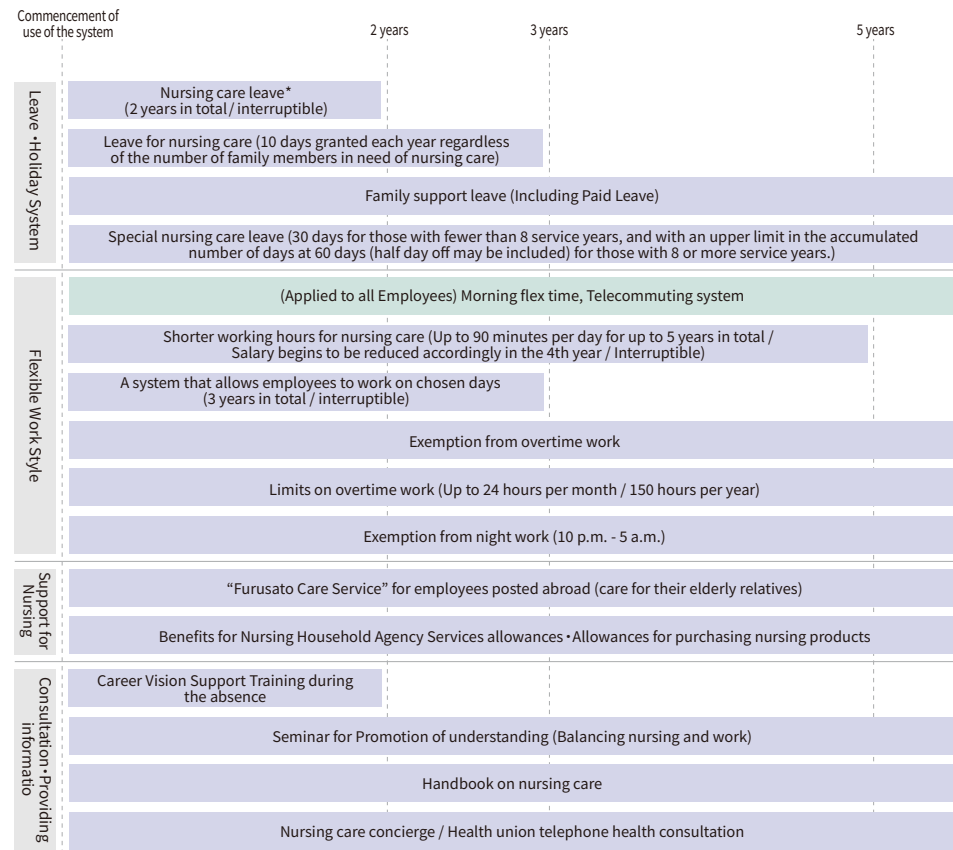 Commencement of
use of the system
2 years
3 years
5 years
Leave・Holiday System
Nursing care leave*
(2 years in total / interruptible)
Leave for nursing care (10 days granted each year regardless
of the number of family members in need of nursing care)
Family support leave (Including Paid Leave)
Special nursing care leave (30 days for those with fewer than 8 service years, and with an upper limit in the accumulated
number of days at 60 days (half day off may be included) for those with 8 or more service years.)
Flexible Work Style
(Applied to all Employees) Morning flex time, Telecommuting system
Shorter working hours for nursing care (Up to 90 minutes per day for up to 5 years in total /
Salary begins to be reduced accordingly in the 4th year / Interruptible)
A system that allows employees to work on chosen days
(3 years in total / interruptible)
Exemption from overtime work
Limits on overtime work (Up to 24 hours per month / 150 hours per year)
Exemption from night work (10 p.m. - 5 a.m.)
Support for
Nursing
“Furusato Care Service” for employees posted abroad (care for their elderly relatives)
Benefits for Nursing Household Agency Services allowances・Allowances for purchasing nursing products
Consultation・Providing
informatio
Career Vision Support Training during
the absence
Seminar for Promotion of understanding (Balancing nursing and work)
Handbook on nursing care
Nursing care concierge / Health union telephone health consultation